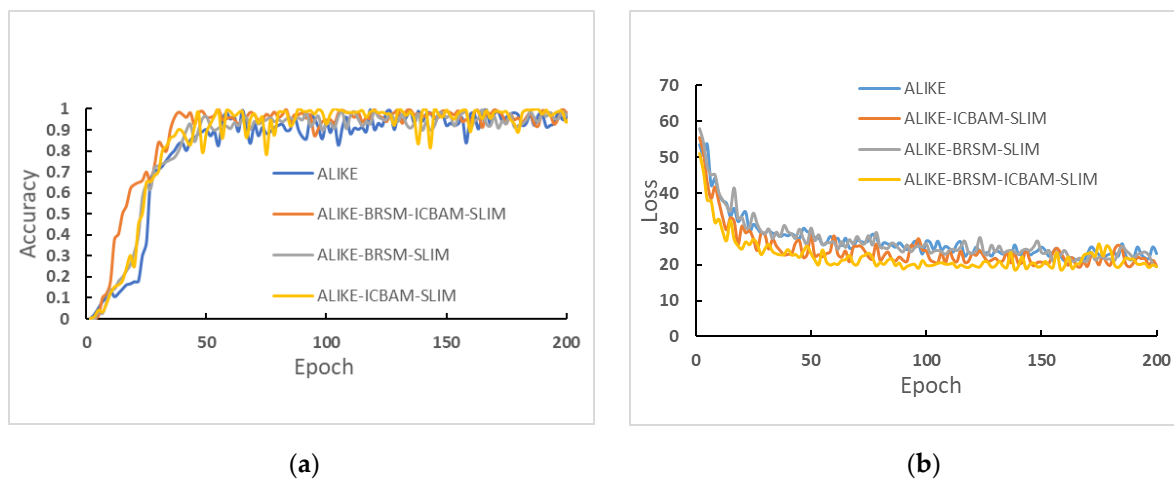 Accuracy
1
0.9
0.8
0.7
0.6
0.5
0.4
0.3
0.2
0.1
0
0 50 100 150 200
Epoch
ALIKE
ALIKE-BRSM-ICBAM-SLIM
ALIKE-BRSM-SLIM
ALIKE-ICBAM-SLIM
(a)
Loss
70
60
50
40
30
20
10
0
0 50 100 150 200
Epoch
ALIKE
ALIKE-ICBAM-SLIM
ALIKE-BRSM-SLIM
ALIKE-BRSM-ICBAM-SLIM
(b)